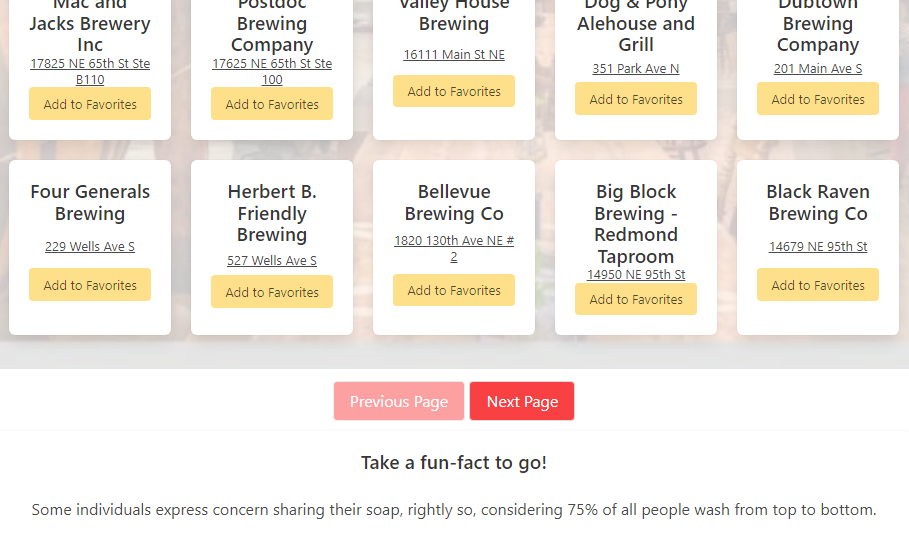 Mac and
Jacks Brewery
Inc
17825 NE 65th St Ste
B110
Add to Favorites
Postdoc
Brewing
Company
17625 NE 65th St Ste
100
Add to Favorites
Valley House
Brewing
16111 Main St NE
Add to Favorites
Dog & Pony
Alehouse and
Grill
351 Park Ave N
Add to Favorites
Dubtown
Brewing
Company
201 Main Ave S
Add to Favorites
Four Generals
Brewing
229 Wells Ave S
Add to Favorites
Herbert B.
Friendly
Brewing
527 Wells Ave S
Add to Favorites
Bellevue
Brewing Co
1820 130th Ave NE #
2
Add to Favorites
Big Block
Brewing -
Redmond
Taproom
14950 NE 95th St
Add to Favorites
Black Raven
Brewing Co
14679 NE 95th St
Add to Favorites
Previous Page
Next Page
Take a fun-fact to go!
Some individuals express concern sharing their soap, rightly so, considering 75% of all people wash from top to bottom.